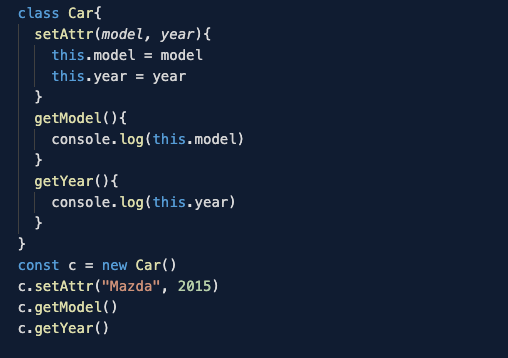 class Car{
  setAttr(model, year){
    this.model = model
    this.year = year
  }
  getModel(){
    console.log(this.model)
  }
  getYear(){
    console.log(this.year)
  }
}
const c = new Car()
c.setAttr("Mazda", 2015)
c.getModel()
c.getYear()